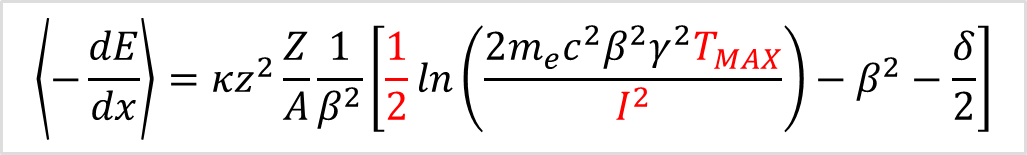 ⟨−dE/dx⟩ = κz² Z/A 1/β² [1/2 ln(2mₑc²β²γ²T_MAX / I²) − β² − δ/2]